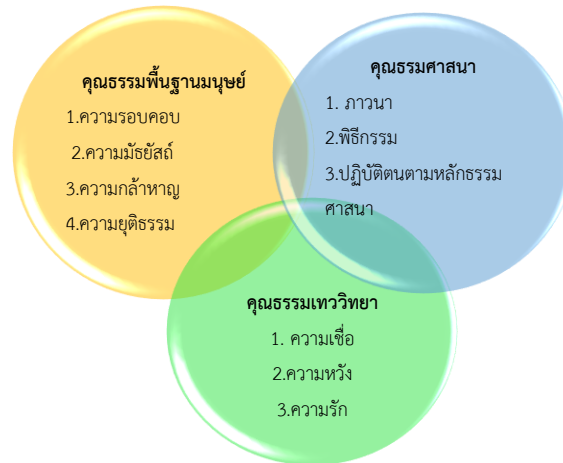 คุณธรรมพื้นฐานมนุษย์
1.ความรอบคอบ
2.ความมัธยัสถ์
3.ความกล้าหาญ
4.ความยุติธรรม
คุณธรมศาสนา
1. ภาวนา
2.พิธีกรรม
3.ปฏิบัติตนตามหลักธรรม
ศาสนา
คุณธรรมเทววิทยา
1. ความเชื่อ
2.ความหวัง
3.ความรัก